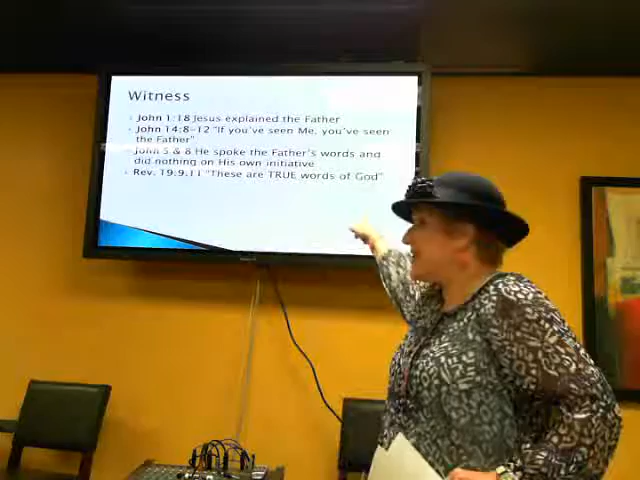 Witness
John 1:18 Jesus explained the Father
John 14:8-12 "If you've seen Me, you've seen
the Father"
John 5 & 8 He spoke the Father's words and
did nothing on His own initiative
Rev. 19:9,11 "These are TRUE words of God"